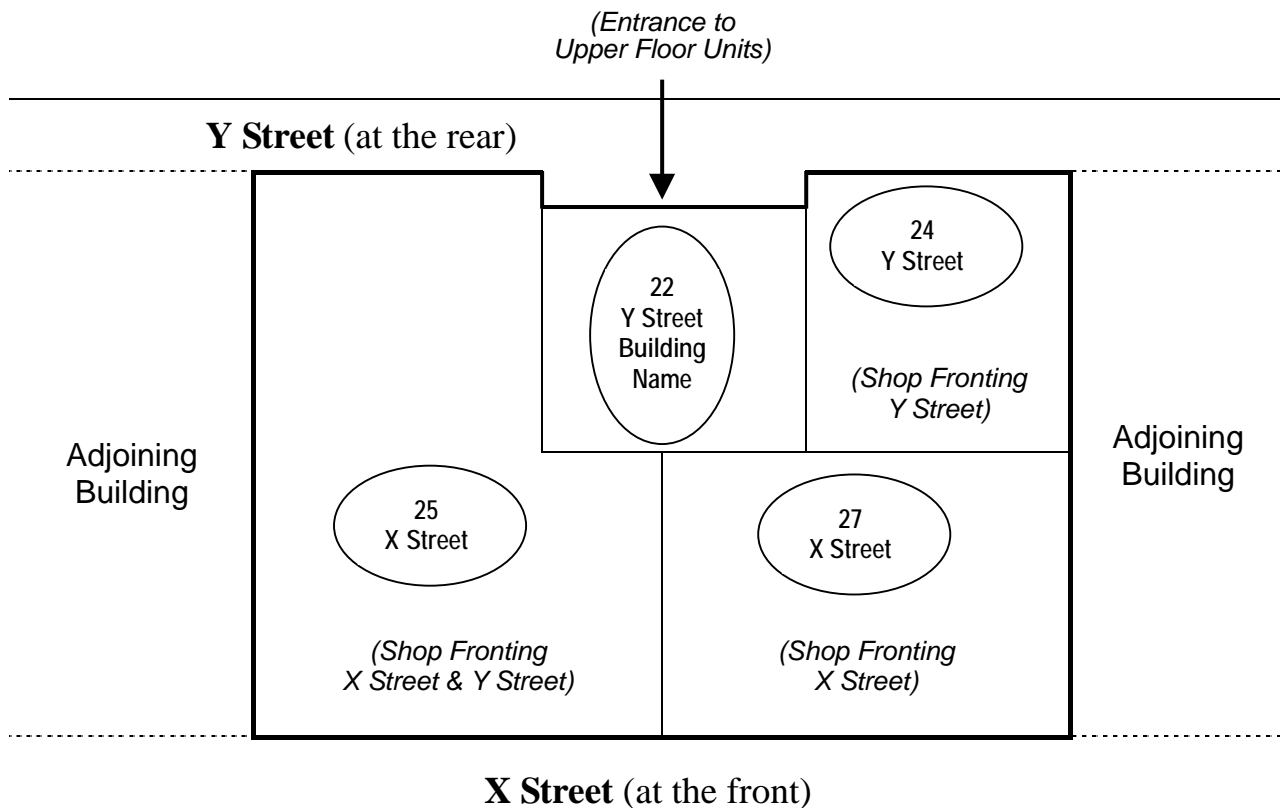 (Entrance to
Upper Floor Units)
Y Street (at the rear)
22
Y Street
Building
Name
24
Y Street
(Shop Fronting
Y Street)
Adjoining
Building
Adjoining
Building
25
X Street
27
X Street
(Shop Fronting
X Street & Y Street)
(Shop Fronting
X Street)
X Street (at the front)